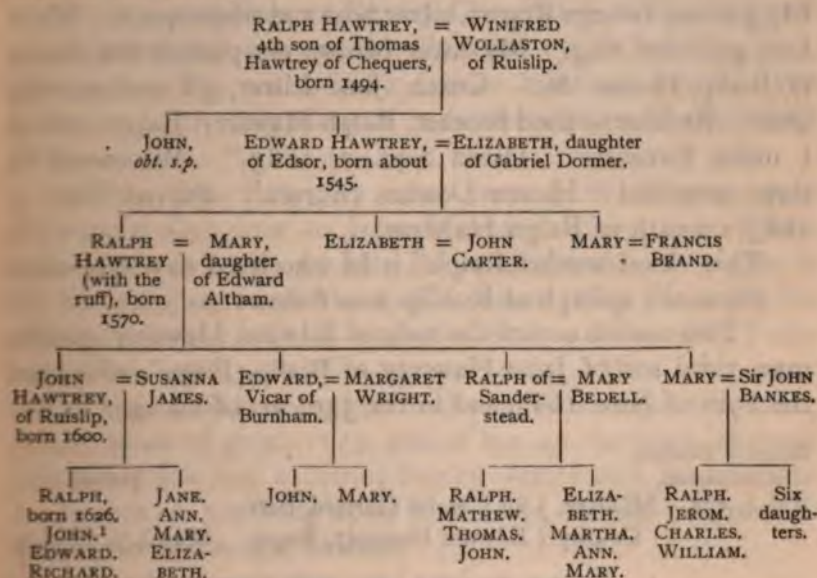 RALPH HAWTREY, = WINIFRED
4th son of Thomas WOLLASTON,
Hawtrey of Chequers, of Ruislip.
born 1494.
JOHN, EDWARD HAWTREY, = ELIZABETH, daughter
obt. s.p. of Edsor, born about of Gabriel Dormer.
1545.
RALPH = MARY, ELIZABETH = JOHN MARY = FRANCIS
HAWTREY daughter CARTER. BRAND.
(with the of Edward
ruff), born Altham.
1570.
JOHN = SUSANNA EDWARD, = MARGARET RALPH of = MARY MARY = Sir JOHN
HAWTREY, JAMES. Vicar of WRIGHT. Sander- BEDELL. BANKES.
of Ruislip, Burnham. stead.
born 1600.
RALPH, JANE. JOHN. MARY. RALPH. ELIZA- RALPH. Six
born 1626. ANN. MATHEW. BETH. JEROM. daugh-
JOHN.¹ MARY. THOMAS. MARTHA. CHARLES. ters.
EDWARD. ELIZA- JOHN. ANN. WILLIAM.
RICHARD. BETH. MARY.